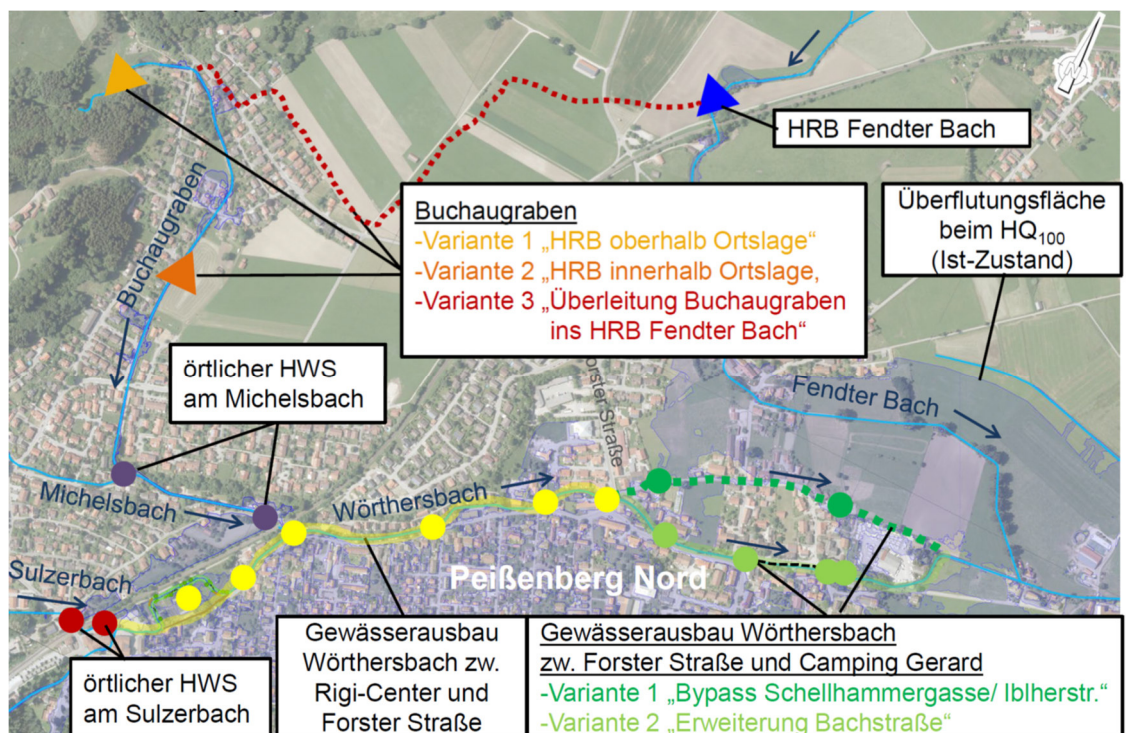 N
HRB Fendter Bach
Buchaugraben
Buchaugraben
-Variante 1 „HRB oberhalb Ortslage“
-Variante 2 „HRB innerhalb Ortslage,
-Variante 3 „Überleitung Buchaugraben
ins HRB Fendter Bach“
Überflutungsfläche
beim HQ₁₀₀
(Ist-Zustand)
örtlicher HWS
am Michelsbach
Forster Straße
Fendter Bach
Michelsbach
Wörthersbach
Sulzerbach
Peißenberg Nord
örtlicher HWS
am Sulzerbach
Gewässerausbau
Wörthersbach zw.
Rigi-Center und
Forster Straße
Gewässerausbau Wörthersbach
zw. Forster Straße und Camping Gerard
-Variante 1 „Bypass Schellhammergasse/ Iblherstr.“
-Variante 2 „Erweiterung Bachstraße“